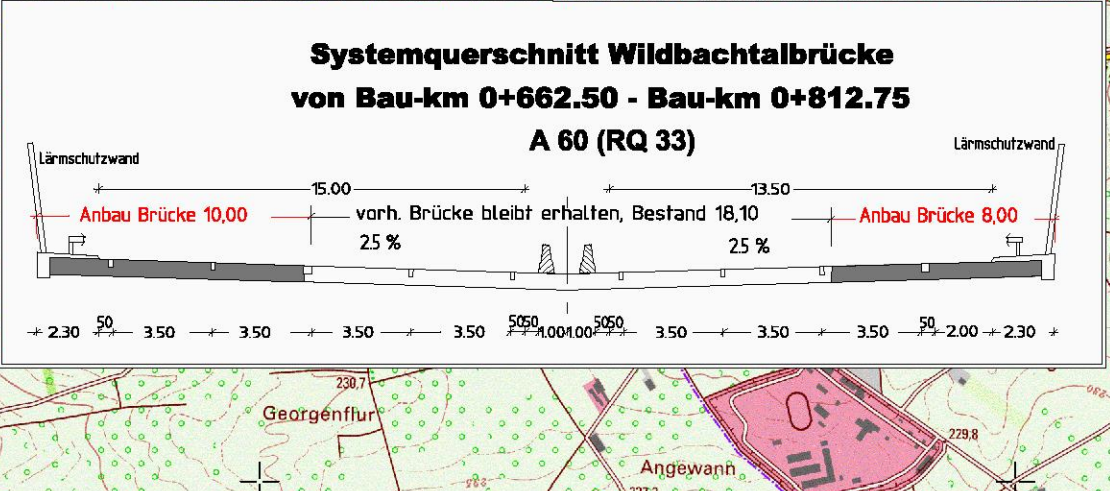 Systemquerschnitt Wildbachtalbrücke
von Bau-km 0+662.50 - Bau-km 0+812.75
A 60 (RQ 33)
Lärmschutzwand
Lärmschutzwand
15.00
13.50
Anbau Brücke 10,00
vorh. Brücke bleibt erhalten, Bestand 18,10
Anbau Brücke 8,00
2.5 %
2.5 %
2.30 50 3.50 3.50 3.50 3.50 50 50 1.00 1.00 50 50 3.50 3.50 3.50 50 2.00 2.30
230,7
Georgenflur
229,8
Angewann